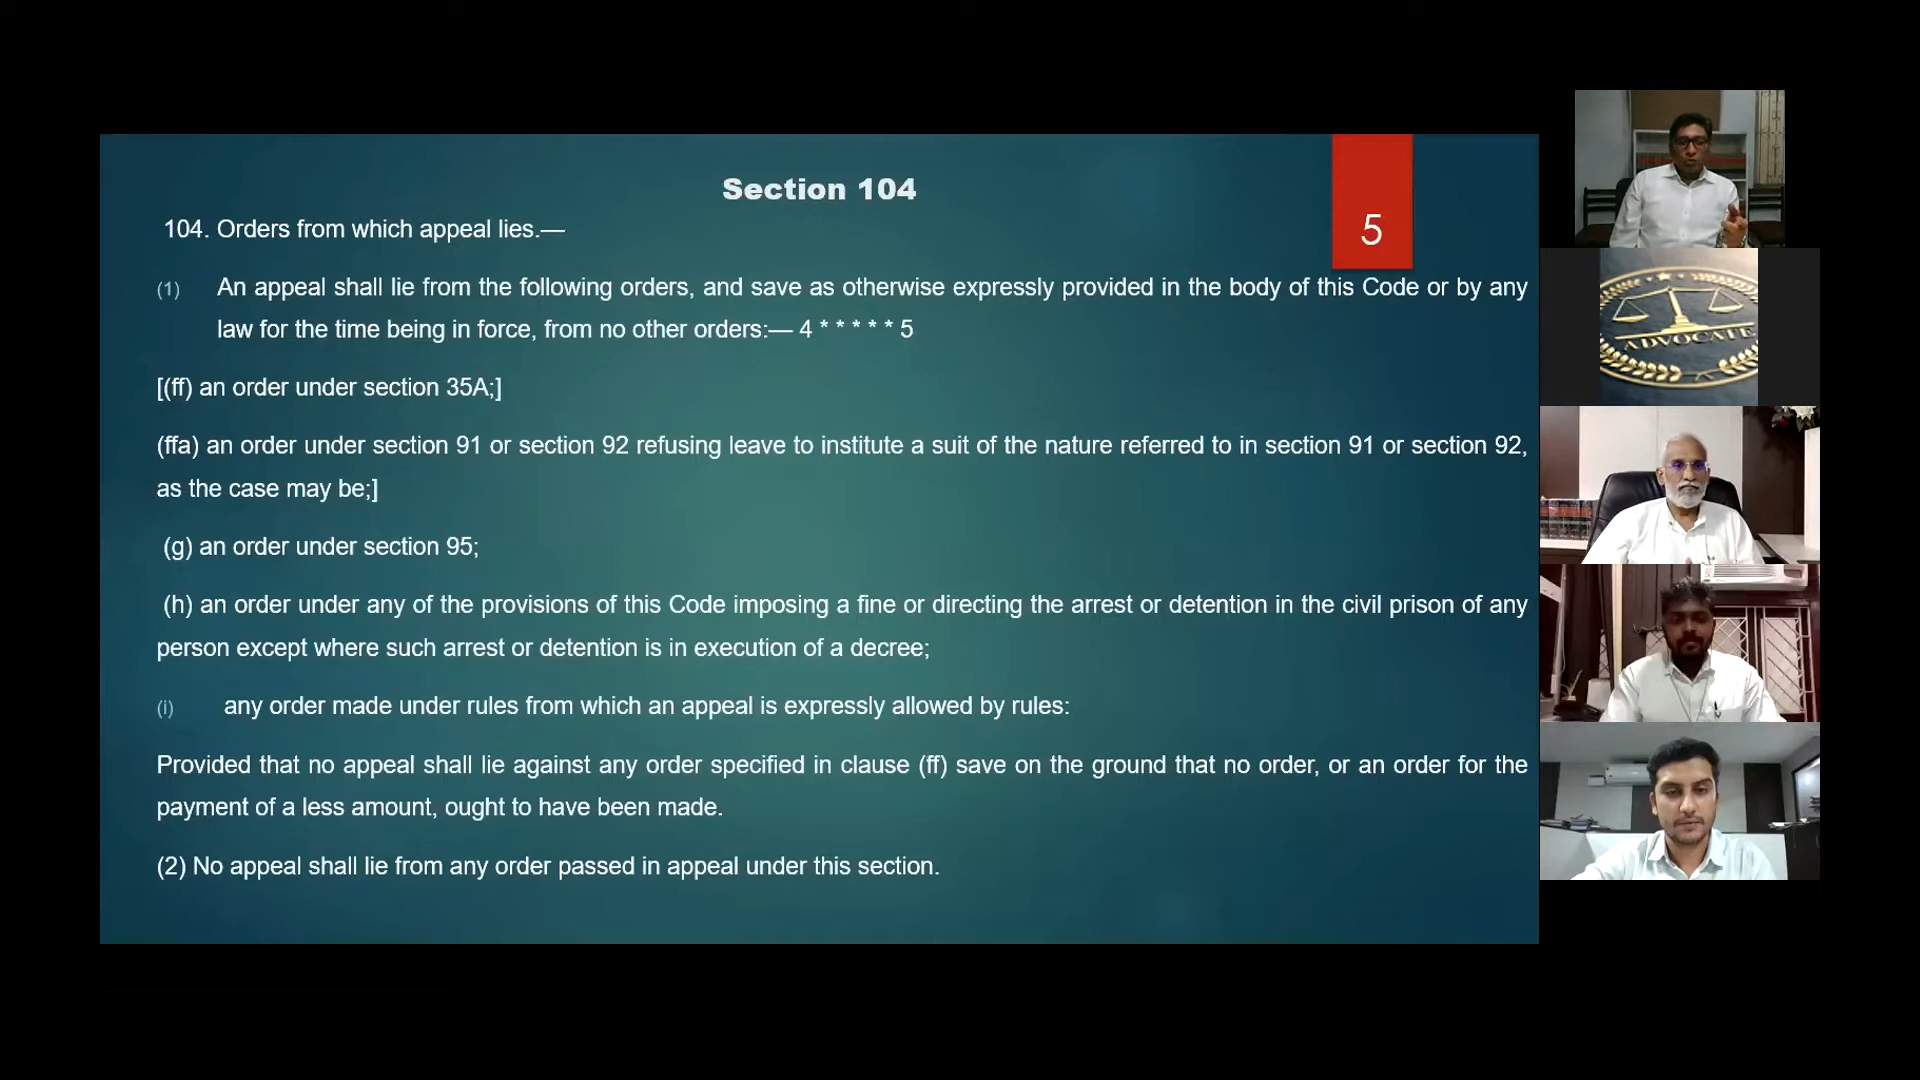 Section 104
5
104. Orders from which appeal lies.—
(1) An appeal shall lie from the following orders, and save as otherwise expressly provided in the body of this Code or by any
law for the time being in force, from no other orders:— 4 * * * * * 5
[(ff) an order under section 35A;]
(ffa) an order under section 91 or section 92 refusing leave to institute a suit of the nature referred to in section 91 or section 92,
as the case may be;]
(g) an order under section 95;
(h) an order under any of the provisions of this Code imposing a fine or directing the arrest or detention in the civil prison of any
person except where such arrest or detention is in execution of a decree;
(i) any order made under rules from which an appeal is expressly allowed by rules:
Provided that no appeal shall lie against any order specified in clause (ff) save on the ground that no order, or an order for the
payment of a less amount, ought to have been made.
(2) No appeal shall lie from any order passed in appeal under this section.
ADVOCATE